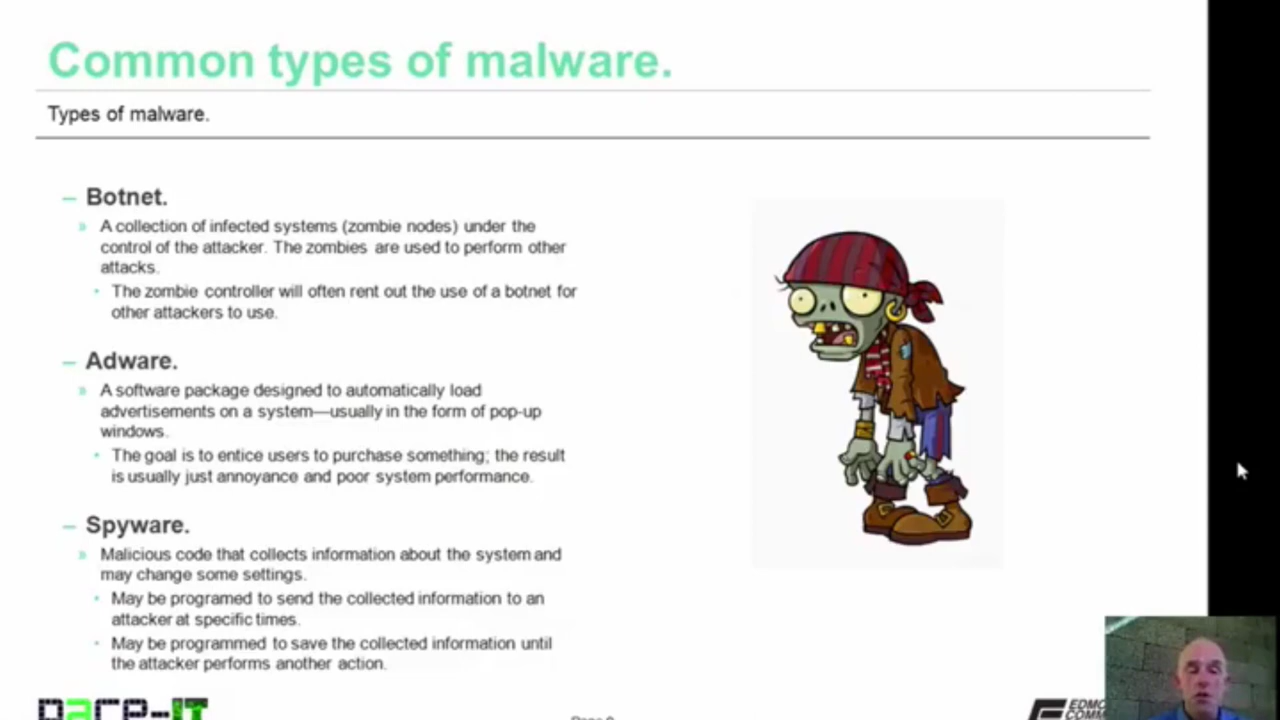 Common types of malware.
Types of malware.
– Botnet.
» A collection of infected systems (zombie nodes) under the
control of the attacker. The zombies are used to perform other
attacks.
• The zombie controller will often rent out the use of a botnet for
other attackers to use.
– Adware.
» A software package designed to automatically load
advertisements on a system—usually in the form of pop-up
windows.
• The goal is to entice users to purchase something; the result
is usually just annoyance and poor system performance.
– Spyware.
» Malicious code that collects information about the system and
may change some settings.
• May be programed to send the collected information to an
attacker at specific times.
• May be programmed to save the collected information until
the attacker performs another action.
PACE-IT